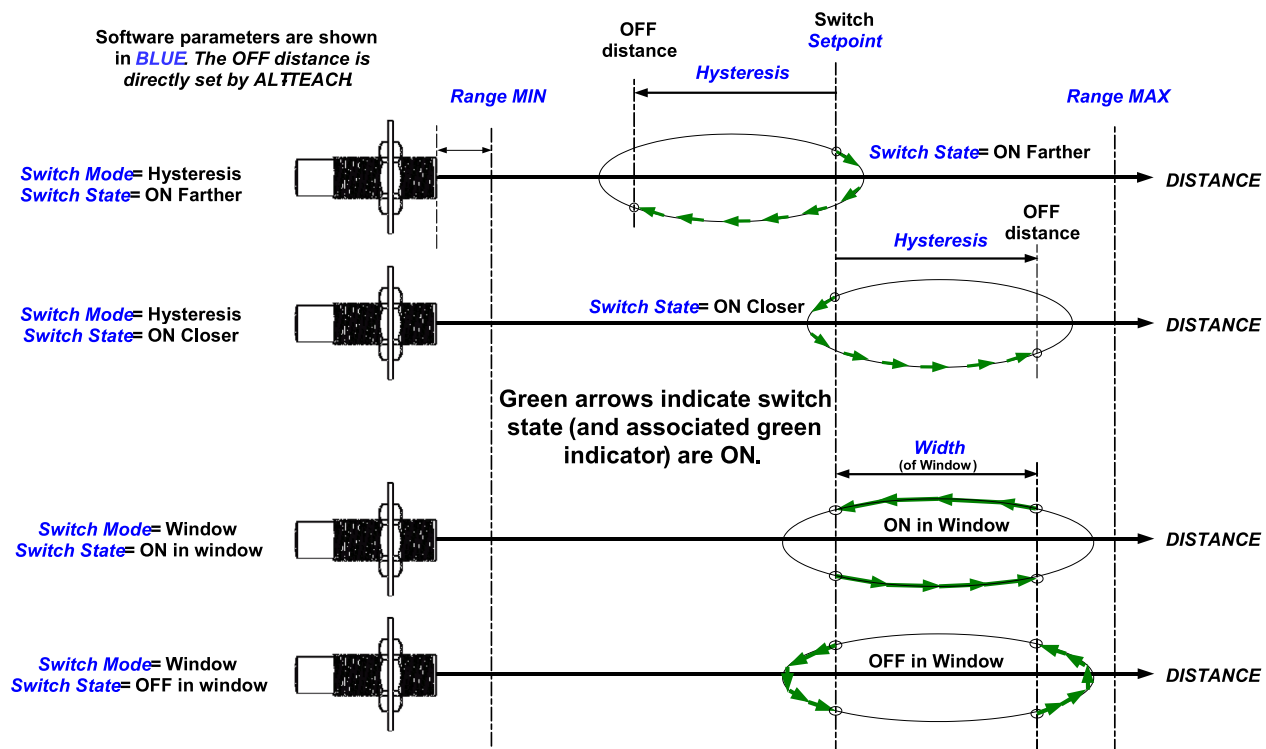 Software parameters are shown
in BLUE. The OFF distance is
directly set by ALT-TEACH.
OFF
distance
Switch
Setpoint
Hysteresis
Range MIN
Range MAX
Switch Mode= Hysteresis
Switch State= ON Farther
Switch State= ON Farther
DISTANCE
OFF
distance
Hysteresis
Switch Mode= Hysteresis
Switch State= ON Closer
Switch State= ON Closer
DISTANCE
Green arrows indicate switch
state (and associated green
indicator) are ON.
Width
(of Window)
Switch Mode= Window
Switch State= ON in window
ON in Window
DISTANCE
Switch Mode= Window
Switch State= OFF in window
OFF in Window
DISTANCE